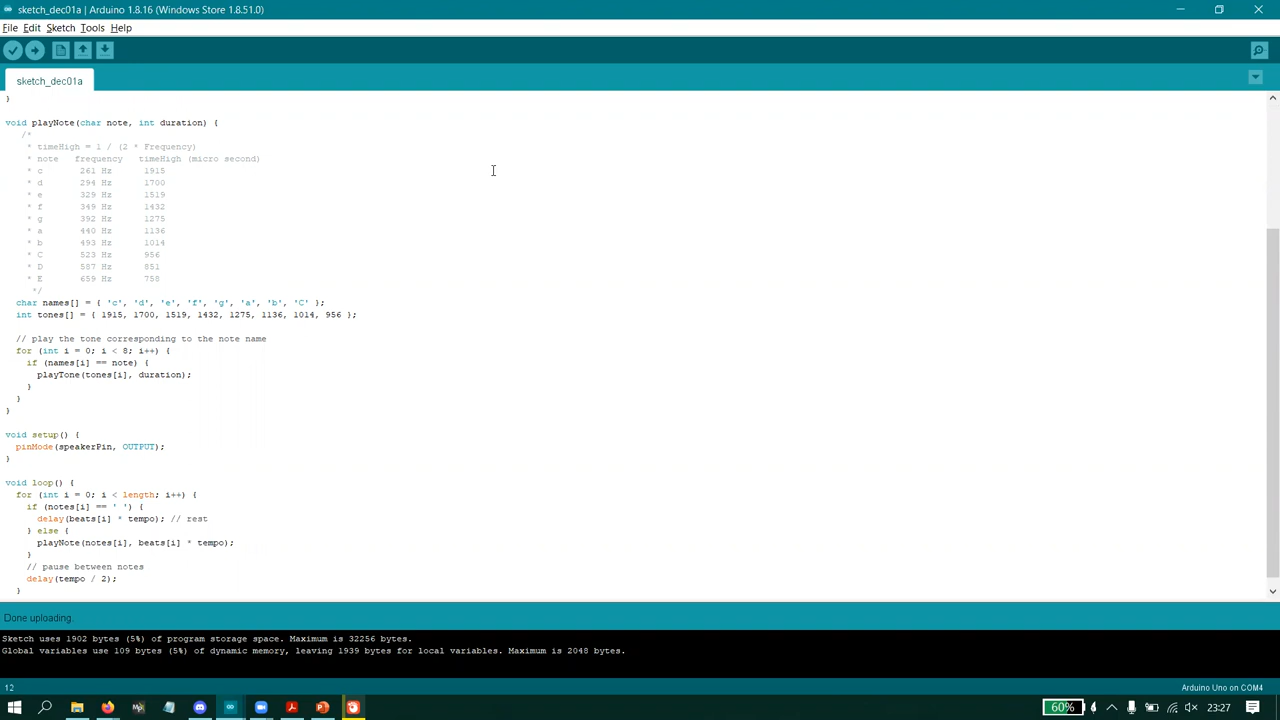 sketch_dec01a | Arduino 1.8.16 (Windows Store 1.8.51.0)
File Edit Sketch Tools Help
sketch_dec01a
}
void playNote(char note, int duration) {
/*
* timeHigh = 1 / (2 * Frequency)
* note frequency timeHigh (micro second)
* c 261 Hz 1915
* d 294 Hz 1700
* e 329 Hz 1519
* f 349 Hz 1432
* g 392 Hz 1275
* a 440 Hz 1136
* b 493 Hz 1014
* C 523 Hz 956
* D 587 Hz 851
* E 659 Hz 758
*/
char names[] = { 'c', 'd', 'e', 'f', 'g', 'a', 'b', 'C' };
int tones[] = { 1915, 1700, 1519, 1432, 1275, 1136, 1014, 956 };
// play the tone corresponding to the note name
for (int i = 0; i < 8; i++) {
if (names[i] == note) {
playTone(tones[i], duration);
}
}
}
void setup() {
pinMode(speakerPin, OUTPUT);
}
void loop() {
for (int i = 0; i < length; i++) {
if (notes[i] == ' ') {
delay(beats[i] * tempo); // rest
} else {
playNote(notes[i], beats[i] * tempo);
}
// pause between notes
delay(tempo / 2);
}
Done uploading.
Sketch uses 1902 bytes (5%) of program storage space. Maximum is 32256 bytes.
Global variables use 109 bytes (5%) of dynamic memory, leaving 1939 bytes for local variables. Maximum is 2048 bytes.
12 Arduino Uno on COM4
60% 23:27